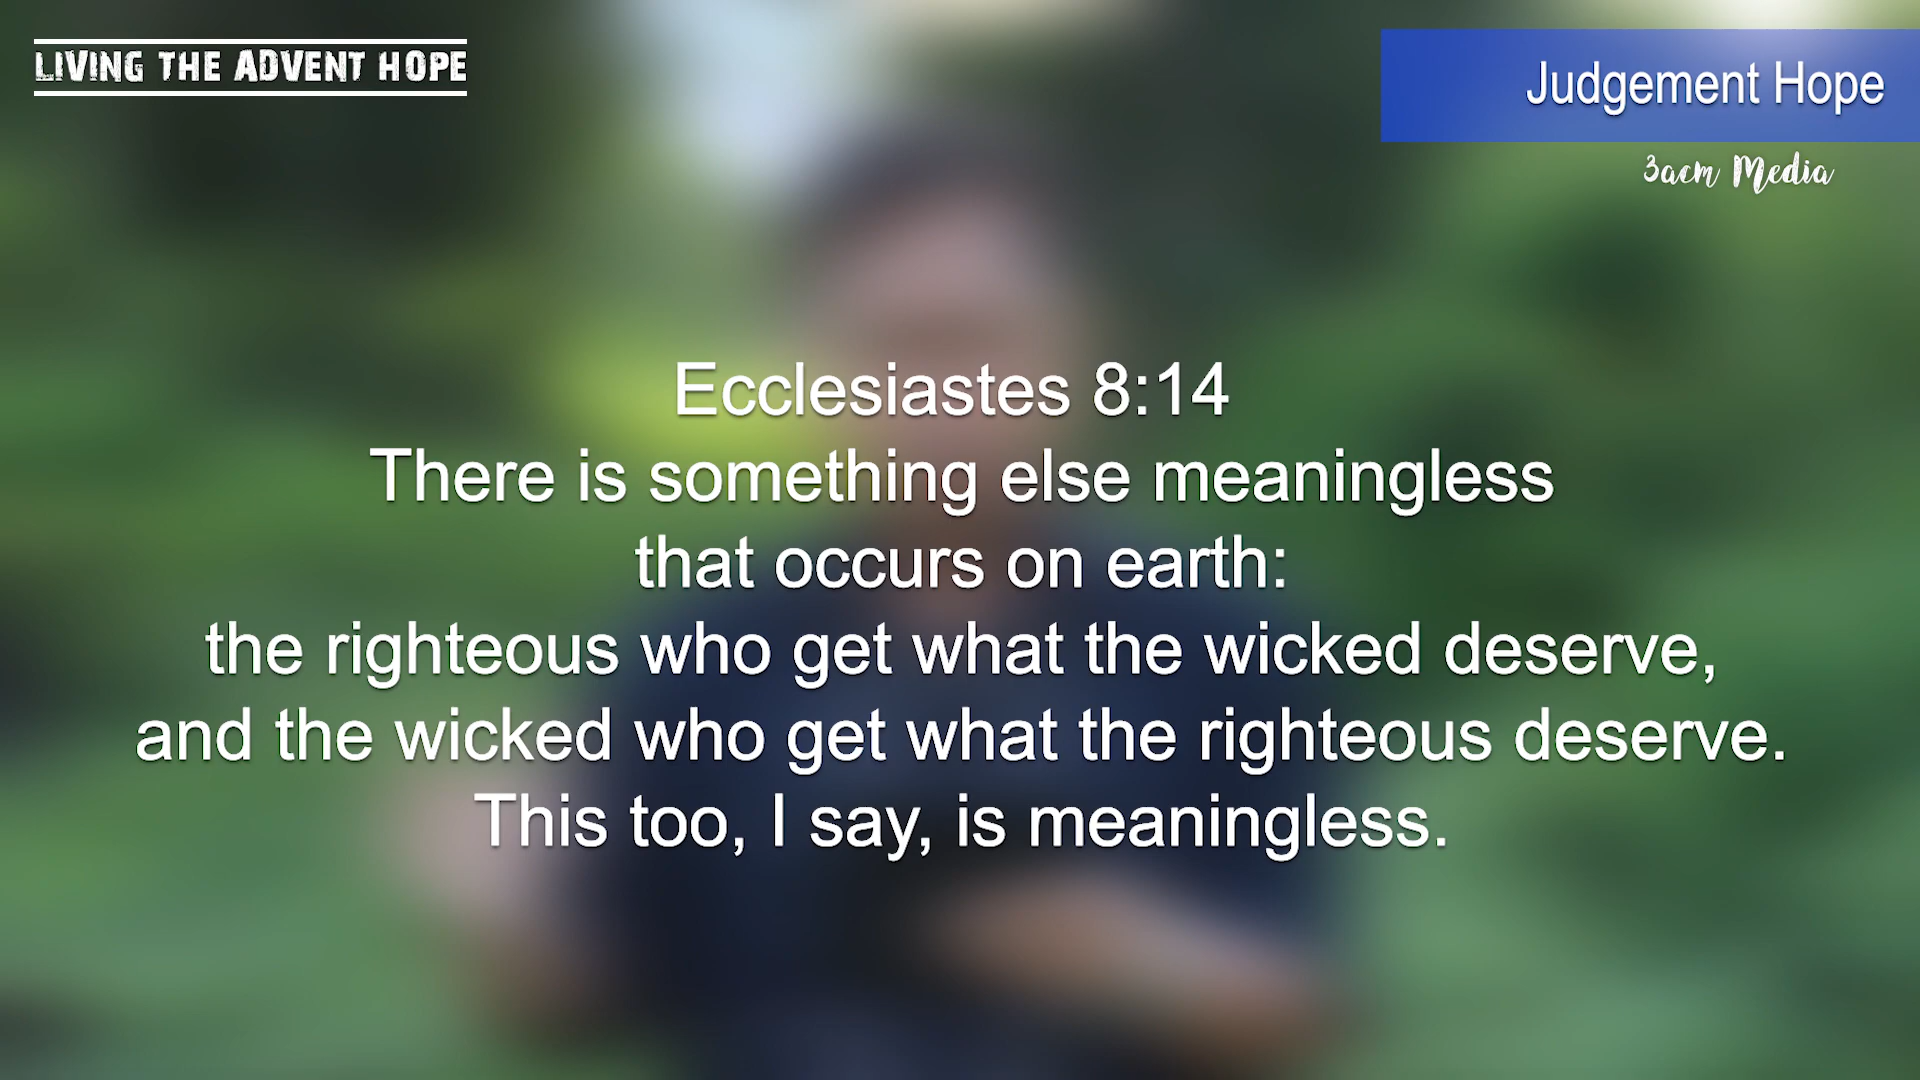 LIVING THE ADVENT HOPE
Judgement Hope
3acm Media
Ecclesiastes 8:14
There is something else meaningless
that occurs on earth:
the righteous who get what the wicked deserve,
and the wicked who get what the righteous deserve.
This too, I say, is meaningless.